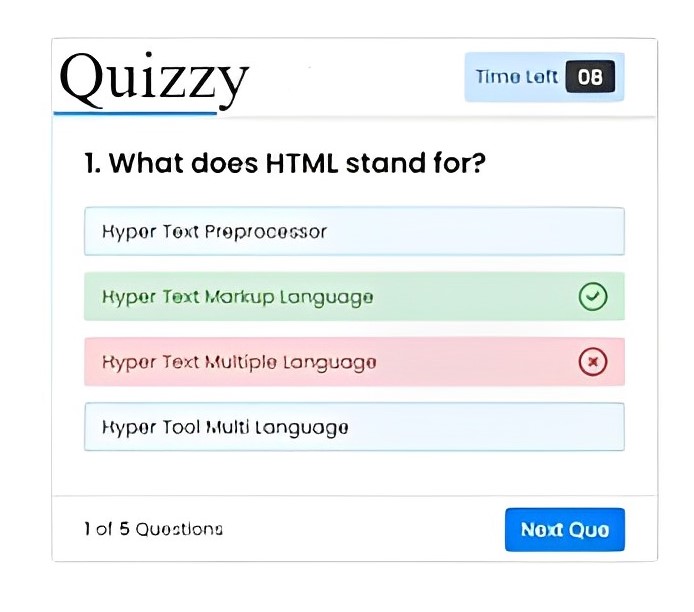 Quizzy
Time Left 08
1. What does HTML stand for?
Hyper Text Preprocessor
Hyper Text Markup Language
Hyper Text Multiple Language
Hyper Tool Multi Language
1 of 5 Questions
Next Que